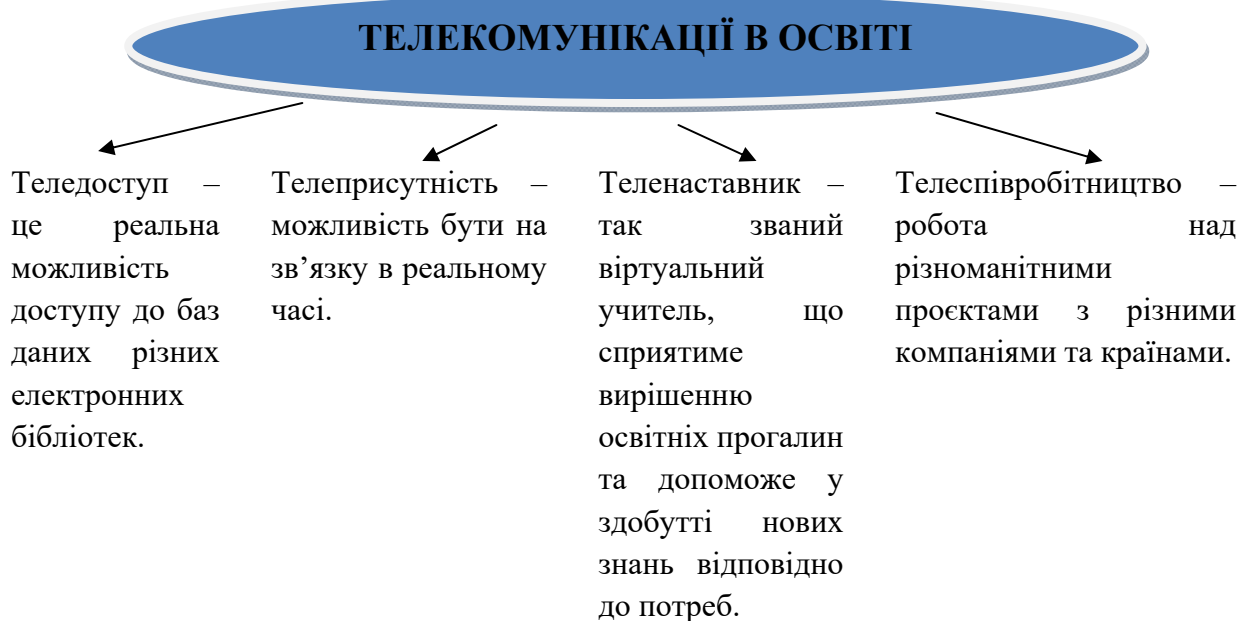 ТЕЛЕКОМУНІКАЦІЇ В ОСВІТІ
Теледоступ –
це реальна
можливість
доступу до баз
даних різних
електронних
бібліотек.
Телеприсутність –
можливість бути на
зв’язку в реальному
часі.
Теленаставник –
так званий
віртуальний
учитель, що
сприятиме
вирішенню
освітніх прогалин
та допоможе у
здобутті нових
знань відповідно
до потреб.
Телеспівробітництво –
робота над
різноманітними
проєктами з різними
компаніями та країнами.